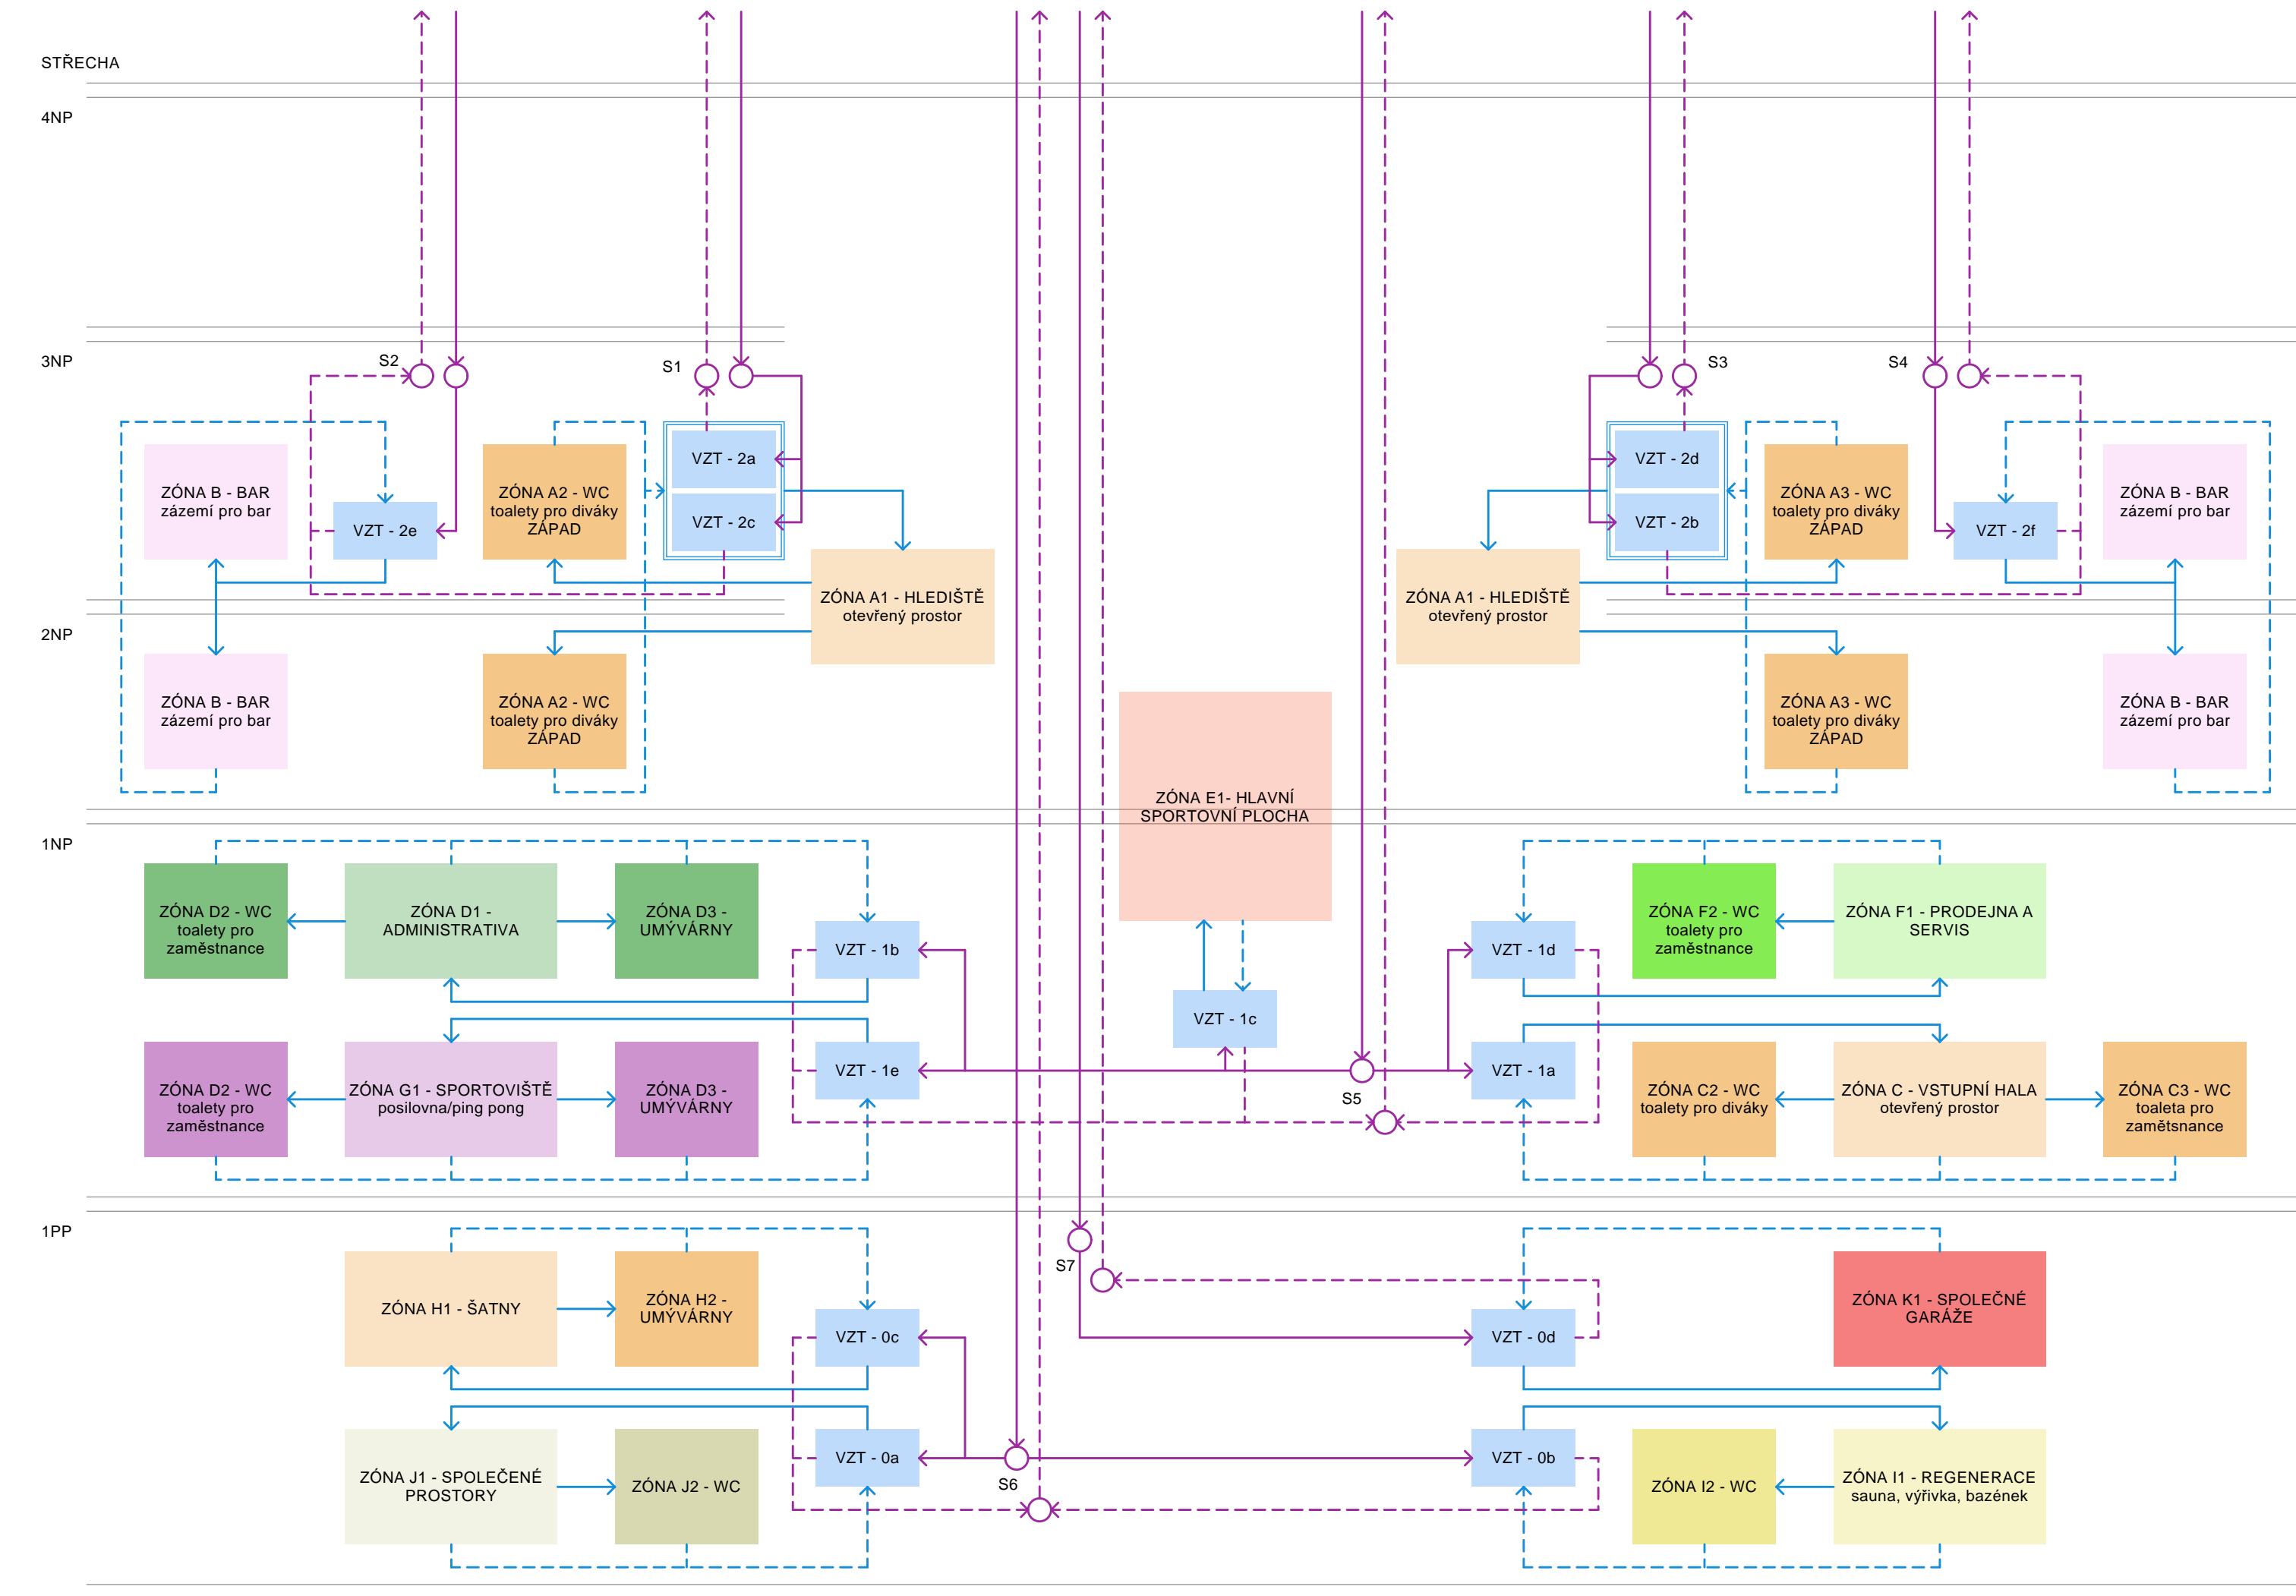 STŘECHA
4NP
3NP
S2
S1
S3
S4
ZÓNA B - BAR
zázemí pro bar
VZT - 2e
ZÓNA A2 - WC
toalety pro diváky
ZÁPAD
VZT - 2a
VZT - 2c
ZÓNA A1 - HLEDIŠTĚ
otevřený prostor
ZÓNA A1 - HLEDIŠTĚ
otevřený prostor
VZT - 2d
VZT - 2b
ZÓNA A3 - WC
toalety pro diváky
ZÁPAD
VZT - 2f
ZÓNA B - BAR
zázemí pro bar
2NP
ZÓNA B - BAR
zázemí pro bar
ZÓNA A2 - WC
toalety pro diváky
ZÁPAD
ZÓNA A3 - WC
toalety pro diváky
ZÁPAD
ZÓNA B - BAR
zázemí pro bar
ZÓNA E1- HLAVNÍ
SPORTOVNÍ PLOCHA
1NP
ZÓNA D2 - WC
toalety pro
zaměstnance
ZÓNA D1 -
ADMINISTRATIVA
ZÓNA D3 -
UMÝVÁRNY
VZT - 1b
VZT - 1d
ZÓNA F2 - WC
toalety pro
zaměstnance
ZÓNA F1 - PRODEJNA A
SERVIS
VZT - 1c
ZÓNA D2 - WC
toalety pro
zaměstnance
ZÓNA G1 - SPORTOVIŠTĚ
posilovna/ping pong
ZÓNA D3 -
UMÝVÁRNY
VZT - 1e
S5
VZT - 1a
ZÓNA C2 - WC
toalety pro diváky
ZÓNA C - VSTUPNÍ HALA
otevřený prostor
ZÓNA C3 - WC
toaleta pro
zamětsnance
1PP
S7
ZÓNA H1 - ŠATNY
ZÓNA H2 -
UMÝVÁRNY
VZT - 0c
VZT - 0d
ZÓNA K1 - SPOLEČNÉ
GARÁŽE
ZÓNA J1 - SPOLEČENÉ
PROSTORY
ZÓNA J2 - WC
VZT - 0a
S6
VZT - 0b
ZÓNA I2 - WC
ZÓNA I1 - REGENERACE
sauna, výřivka, bazének